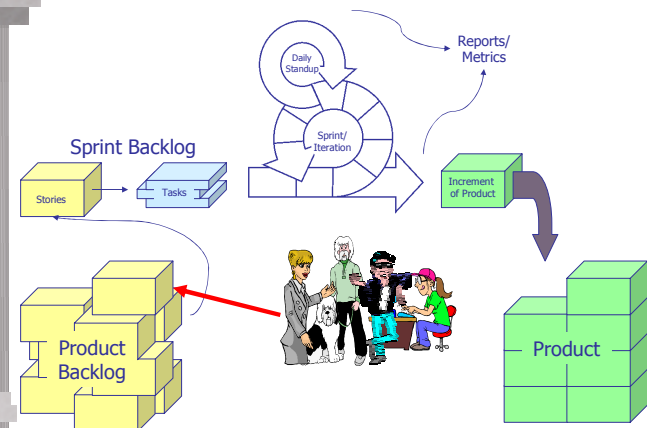 Daily
Standup
Reports/
Metrics
Sprint/
Iteration
Sprint Backlog
Stories
Tasks
Increment
of Product
Product
Backlog
Product